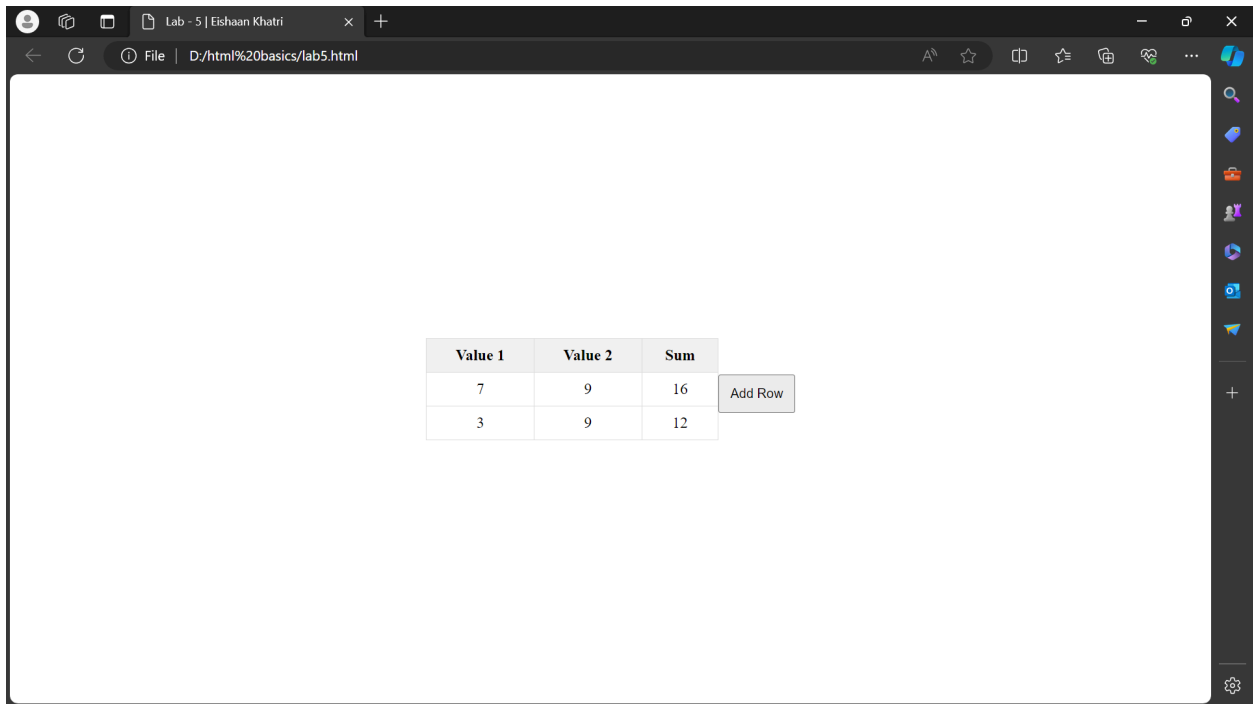 Lab - 5 | Eishaan Khatri
File | D:/html%20basics/lab5.html
Value 1 Value 2 Sum
7 9 16
Add Row
3 9 12